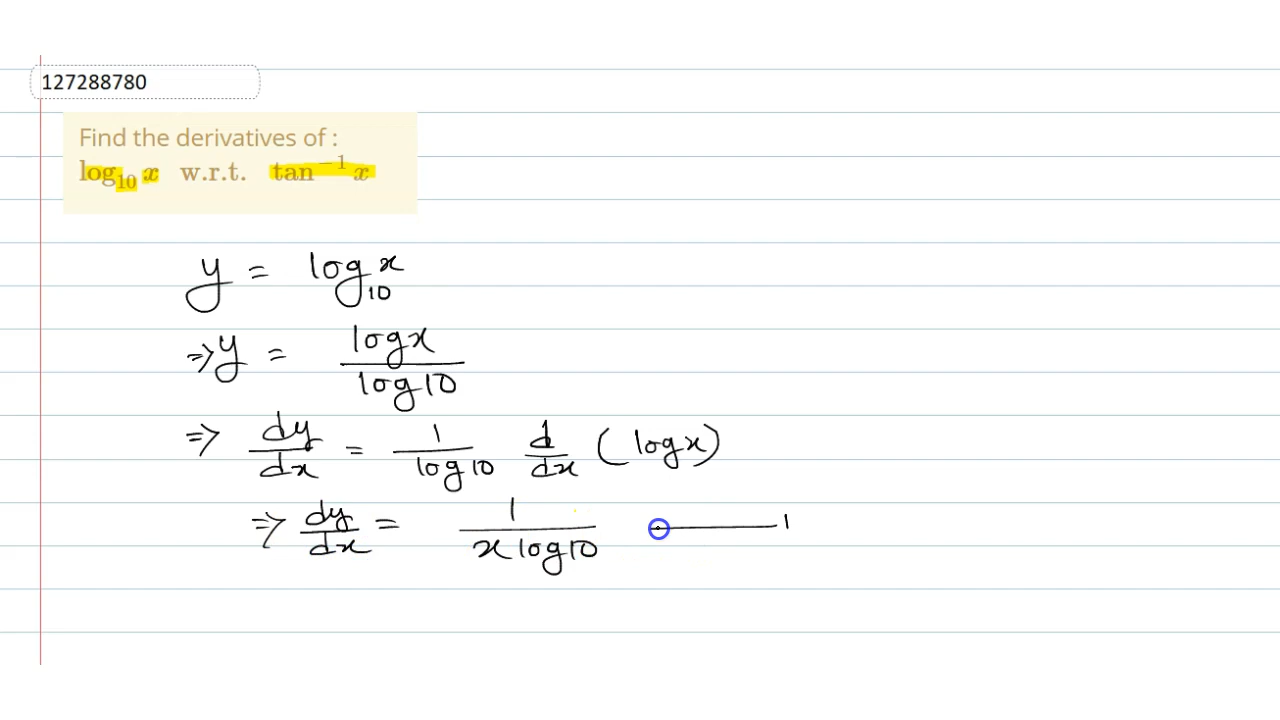 127288780
Find the derivatives of :
log₁₀ x w.r.t. tan⁻¹ x
y = log₁₀ x
⇒ y = log x / log 10
⇒ dy/dx = 1/log 10 d/dx (log x)
⇒ dy/dx = 1/(x log 10) — 1